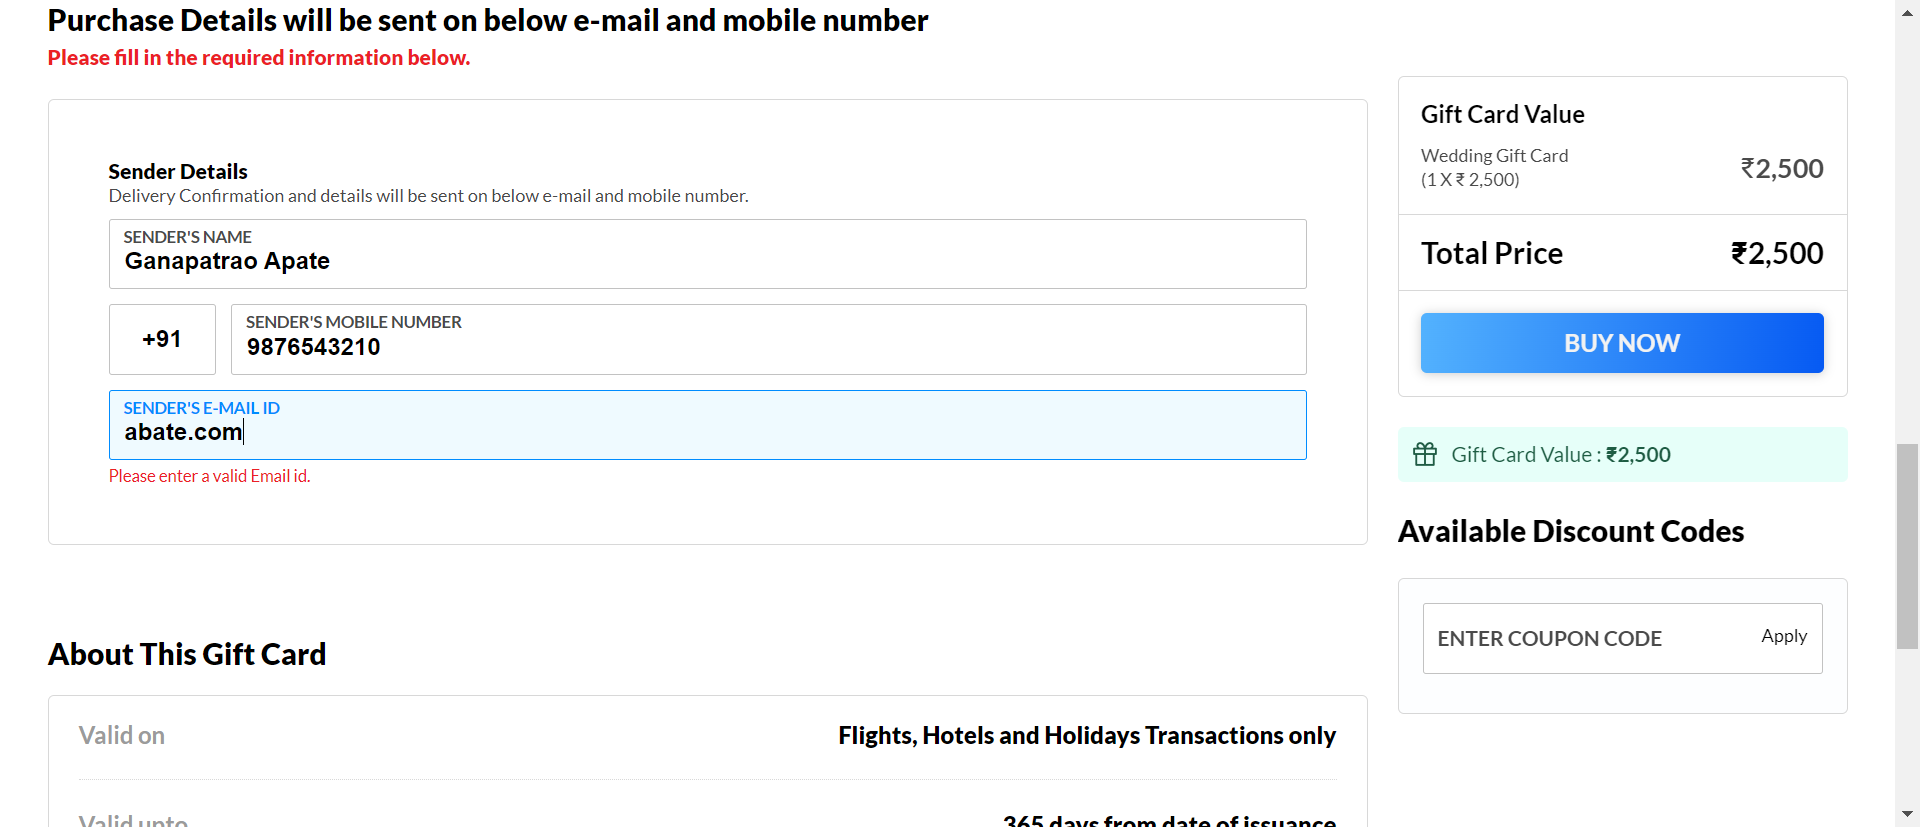 Purchase Details will be sent on below e-mail and mobile number
Please fill in the required information below.
Sender Details
Delivery Confirmation and details will be sent on below e-mail and mobile number.
SENDER'S NAME
Ganapatrao Apate
+91
SENDER'S MOBILE NUMBER
9876543210
SENDER'S E-MAIL ID
abate.com
Please enter a valid Email id.
About This Gift Card
Valid on
Flights, Hotels and Holidays Transactions only
Valid upto
365 days from date of issuance
Gift Card Value
Wedding Gift Card
(1 X ₹ 2,500)
₹2,500
Total Price
₹2,500
BUY NOW
Gift Card Value : ₹2,500
Available Discount Codes
ENTER COUPON CODE
Apply